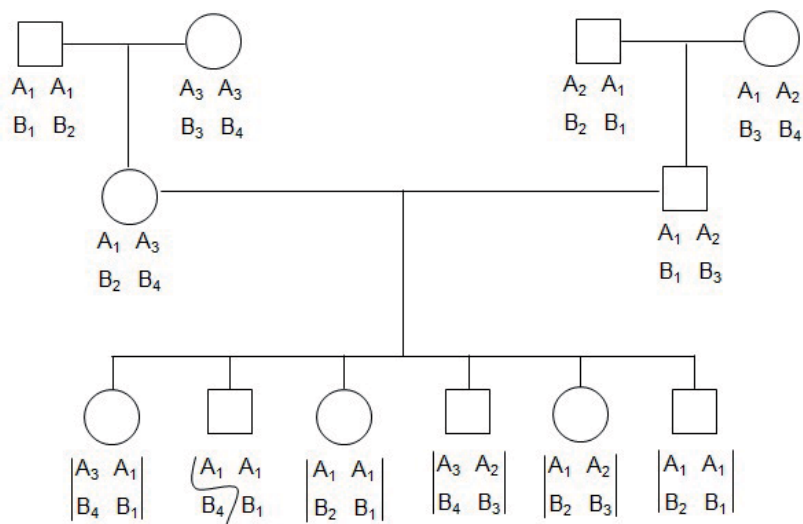 A₁ A₁
B₁ B₂
A₃ A₃
B₃ B₄
A₂ A₁
B₂ B₁
A₁ A₂
B₃ B₄
A₁ A₃
B₂ B₄
A₁ A₂
B₁ B₃
A₃ A₁
B₄ B₁
A₁ A₁
B₄ B₁
A₁ A₁
B₂ B₁
A₃ A₂
B₄ B₃
A₁ A₂
B₂ B₃
A₁ A₁
B₂ B₁